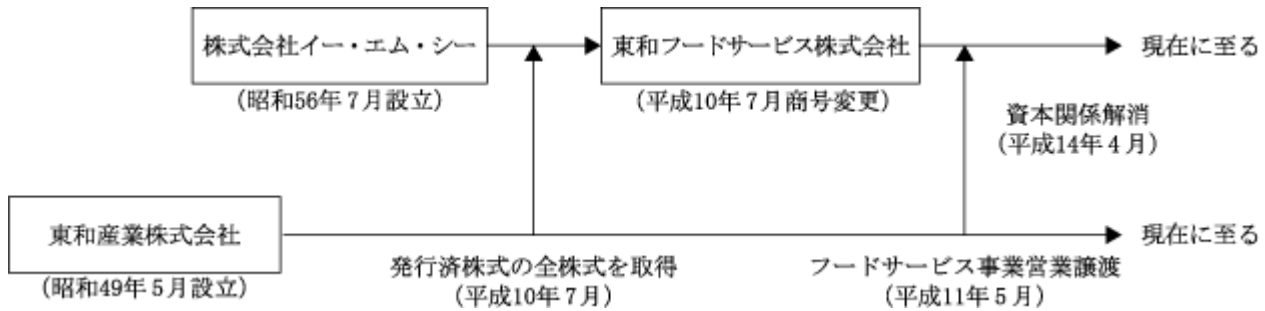 株式会社イー・エム・シー
東和フードサービス株式会社
現在に至る
(昭和56年7月設立)
(平成10年7月商号変更)
資本関係解消
(平成14年4月)
東和産業株式会社
現在に至る
(昭和49年5月設立)
発行済株式の全株式を取得
(平成10年7月)
フードサービス事業営業譲渡
(平成11年5月)